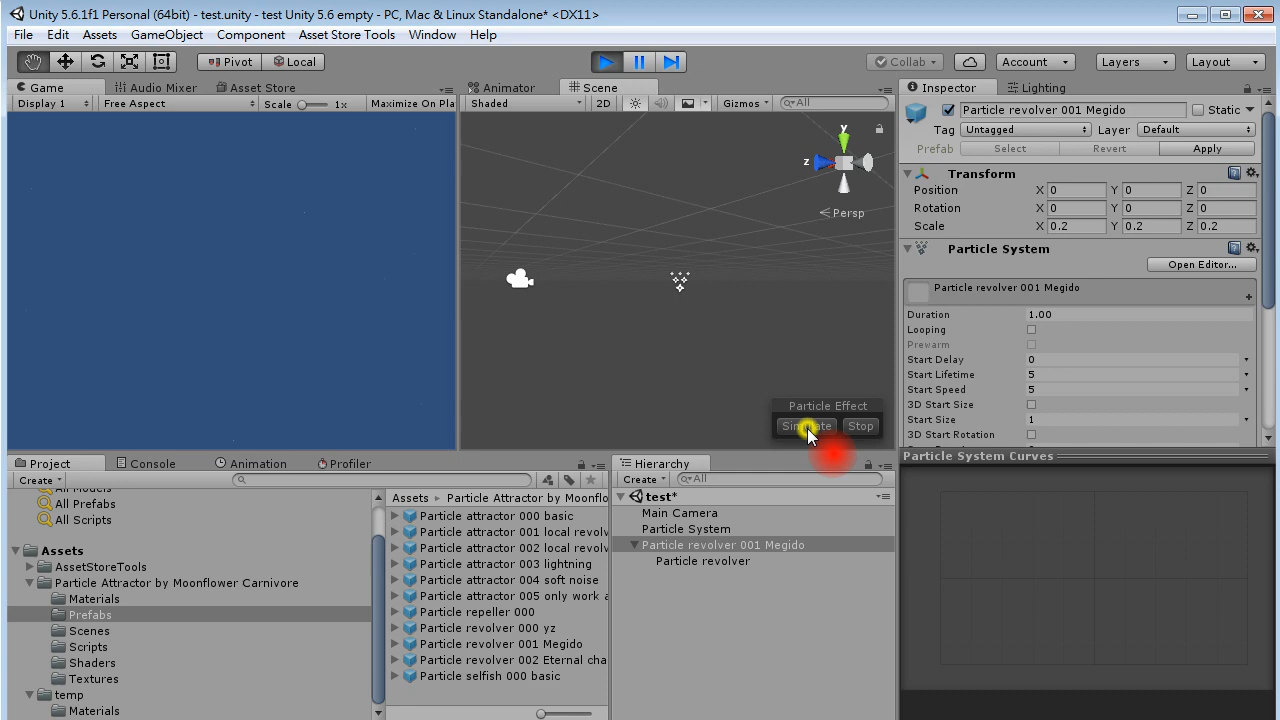 Unity 5.6.1f1 Personal (64bit) - test.unity - test Unity 5.6 empty - PC, Mac & Linux Standalone* <DX11>
File Edit Assets GameObject Component Asset Store Tools Window Help
Pivot Local Collab Account Layers Layout
Game Audio Mixer Asset Store
Display 1 Free Aspect Scale 1x Maximize On Pla
Animator Scene
Shaded 2D Gizmos All
y
z
Persp
Particle Effect
Simulate Stop
Inspector Lighting
Particle revolver 001 Megido Static
Tag Untagged Layer Default
Prefab Select Revert Apply
Transform
Position X 0 Y 0 Z 0
Rotation X 0 Y 0 Z 0
Scale X 0.2 Y 0.2 Z 0.2
Particle System
Open Editor...
Particle revolver 001 Megido
Duration 1.00
Looping
Prewarm
Start Delay 0
Start Lifetime 5
Start Speed 5
3D Start Size
Start Size 1
3D Start Rotation
Particle System Curves
Project Console Animation Profiler
Create
All Models
All Prefabs
All Scripts
Assets
AssetStoreTools
Particle Attractor by Moonflower Carnivore
Materials
Prefabs
Scenes
Scripts
Shaders
Textures
temp
Materials
Assets Particle Attractor by Moonflo
Particle attractor 000 basic
Particle attractor 001 local revolv
Particle attractor 002 local revolv
Particle attractor 003 lightning
Particle attractor 004 soft noise
Particle attractor 005 only work a
Particle repeller 000
Particle revolver 000 yz
Particle revolver 001 Megido
Particle revolver 002 Eternal cha
Particle selfish 000 basic
Hierarchy
Create All
test*
Main Camera
Particle System
Particle revolver 001 Megido
Particle revolver